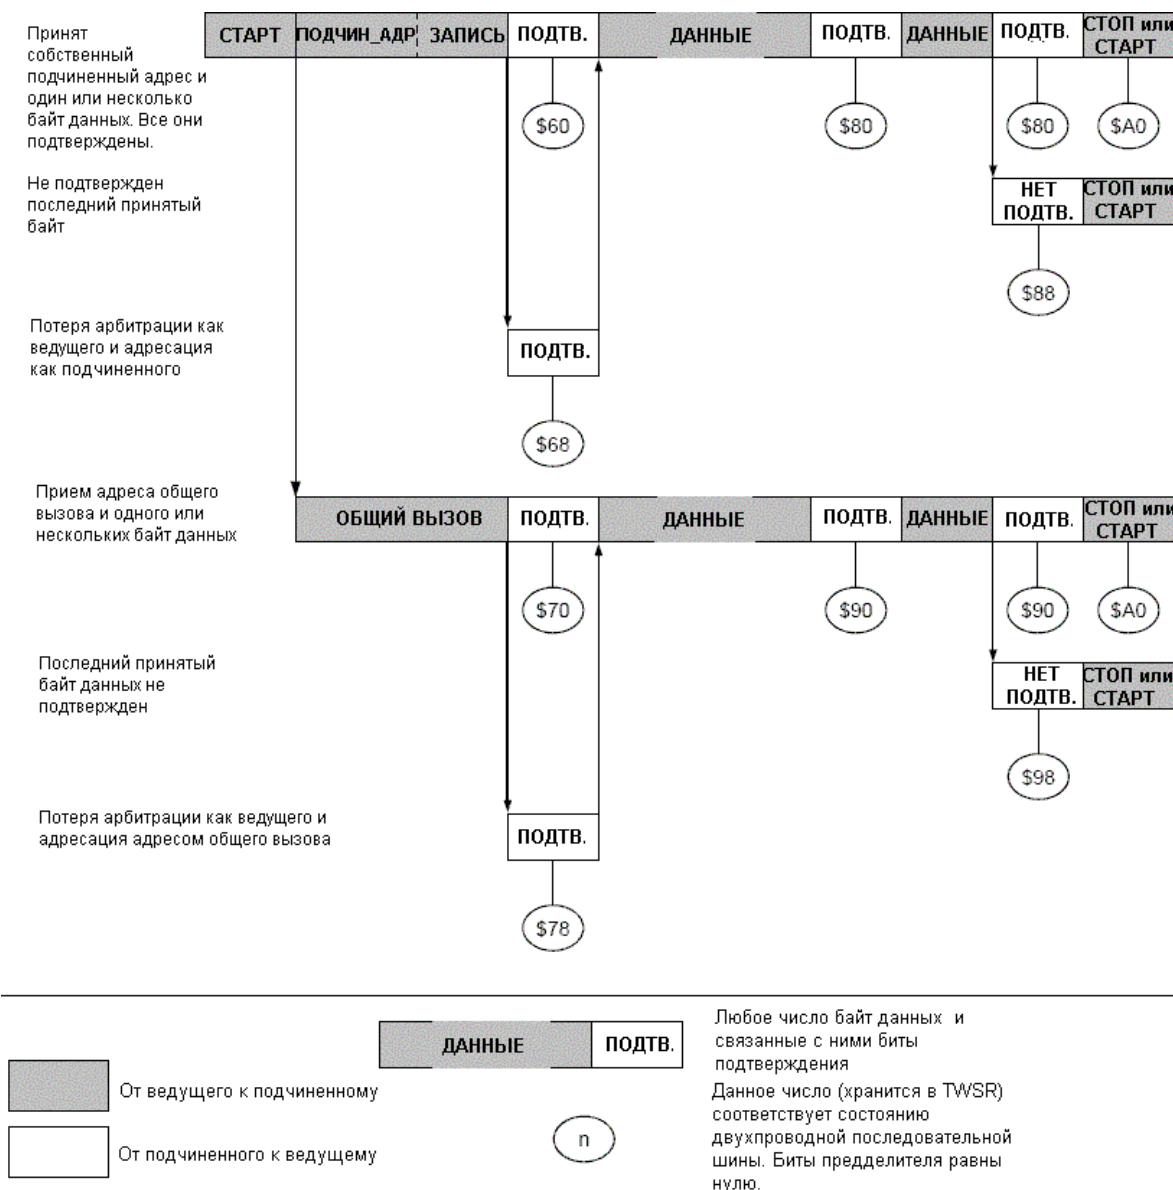 Принят
собственный
подчиненный адрес и
один или несколько
байт данных. Все они
подтверждены.
СТАРТ ПОДЧИН_АДР ЗАПИСЬ ПОДТВ. ДАННЫЕ ПОДТВ. ДАННЫЕ ПОДТВ. СТОП или
СТАРТ
$60 $80 $80 $A0
Не подтвержден
последний принятый
байт
НЕТ
ПОДТВ.
СТОП или
СТАРТ
$88
Потеря арбитрации как
ведущего и адресация
как подчиненного
ПОДТВ.
$68
Прием адреса общего
вызова и одного или
нескольких байт данных
ОБЩИЙ ВЫЗОВ ПОДТВ. ДАННЫЕ ПОДТВ. ДАННЫЕ ПОДТВ. СТОП или
СТАРТ
$70 $90 $90 $A0
Последний принятый
байт данных не
подтвержден
НЕТ
ПОДТВ.
СТОП или
СТАРТ
$98
Потеря арбитрации как ведущего и
адресация адресом общего вызова
ПОДТВ.
$78
От ведущего к подчиненному
От подчиненного к ведущему
ДАННЫЕ ПОДТВ.
n
Любое число байт данных и
связанные с ними биты
подтверждения
Данное число (хранится в TWSR)
соответствует состоянию
двухпроводной последовательной
шины. Биты предделителя равны
нулю.